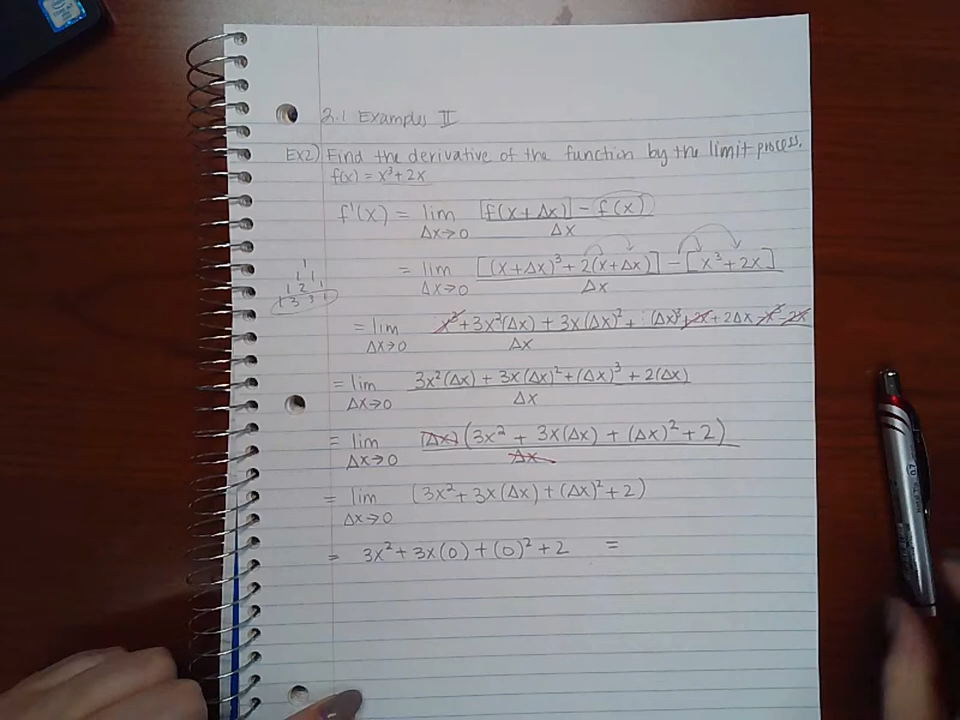 2.1 Examples II
Ex2) Find the derivative of the function by the limit process.
f(x) = x³+2x
f'(x) = lim Δx→0 [f(x+Δx)] - f(x) / Δx
= lim Δx→0 [(x+Δx)³ + 2(x+Δx)] - [x³+2x] / Δx
1
1 1
1 2 1
1 3 3 1
= lim Δx→0 x³+3x²(Δx) + 3x(Δx)² + (Δx)³+2x+2Δx-x³-2x / Δx
= lim Δx→0 3x²(Δx) + 3x(Δx)²+(Δx)³ + 2(Δx) / Δx
= lim Δx→0 (Δx)(3x² + 3x(Δx) + (Δx)² + 2) / Δx
= lim Δx→0 (3x²+3x(Δx)+(Δx)²+2)
= 3x²+3x(0)+(0)²+2 =